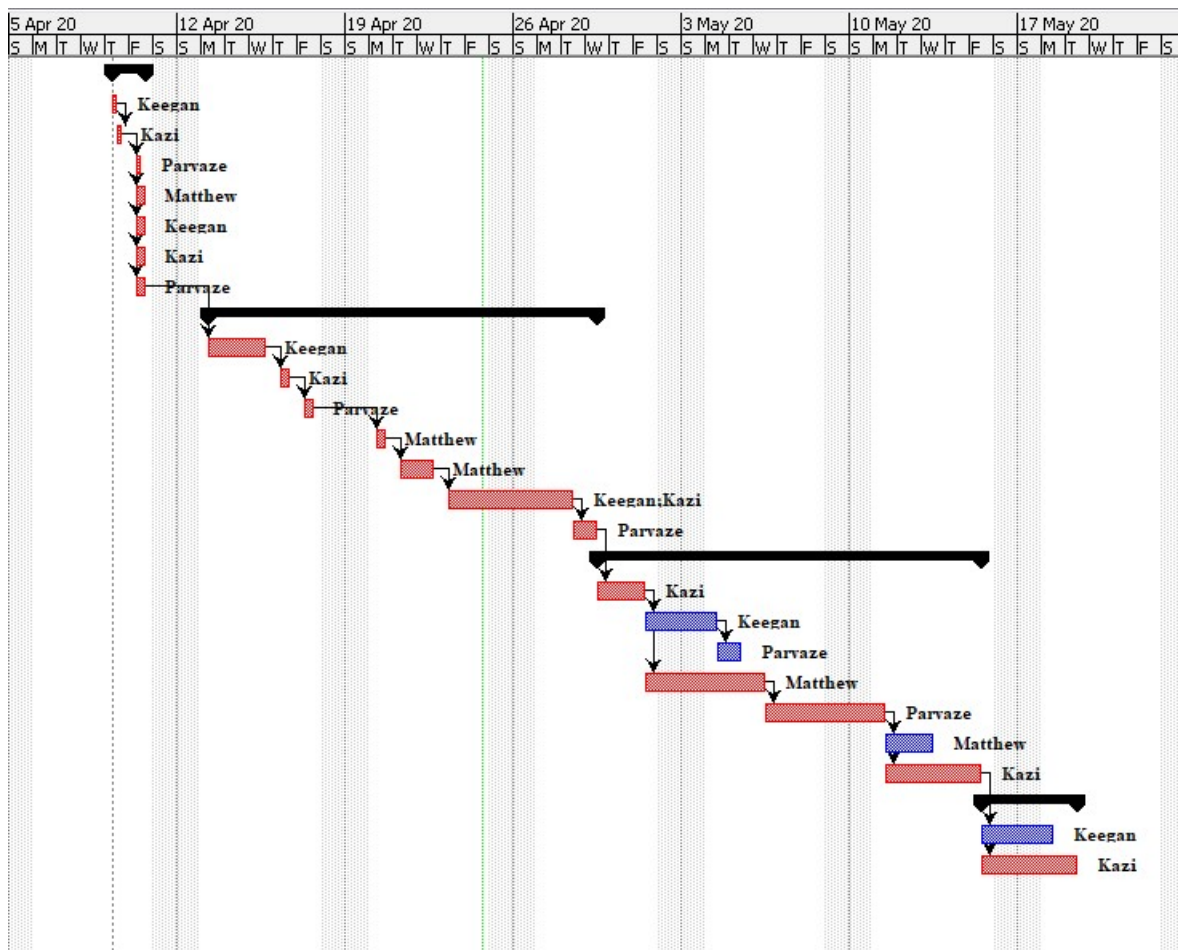 5 Apr 20 12 Apr 20 19 Apr 20 26 Apr 20 3 May 20 10 May 20 17 May 20
S M T W T F S S M T W T F S S M T W T F S S M T W T F S S M T W T F S S M T W T F S S M T W T F S
Keegan
Kazi
Parvaze
Matthew
Keegan
Kazi
Parvaze
Keegan
Kazi
Parvaze
Matthew
Matthew
Keegan;Kazi
Parvaze
Kazi
Keegan
Parvaze
Matthew
Parvaze
Matthew
Kazi
Keegan
Kazi